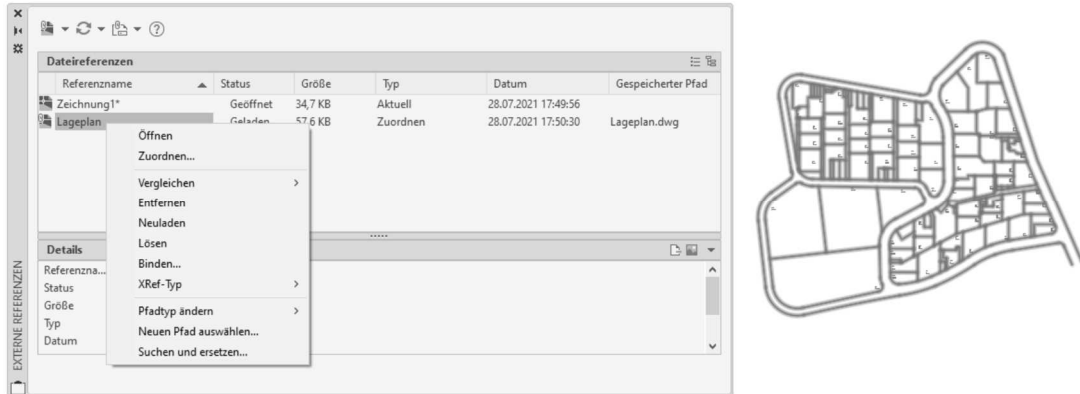 Dateireferenzen
Referenzname Status Größe Typ Datum Gespeicherter Pfad
Zeichnung1* Geöffnet 34,7 KB Aktuell 28.07.2021 17:49:56
Lageplan Geladen 57,6 KB Zuordnen 28.07.2021 17:50:30 Lageplan.dwg
Öffnen
Zuordnen...
Vergleichen
Entfernen
Neuladen
Lösen
Binden...
XRef-Typ
Pfadtyp ändern
Neuen Pfad auswählen...
Suchen und ersetzen...
Details
Referenzna...
Status
Größe
Typ
Datum
EXTERNE REFERENZEN